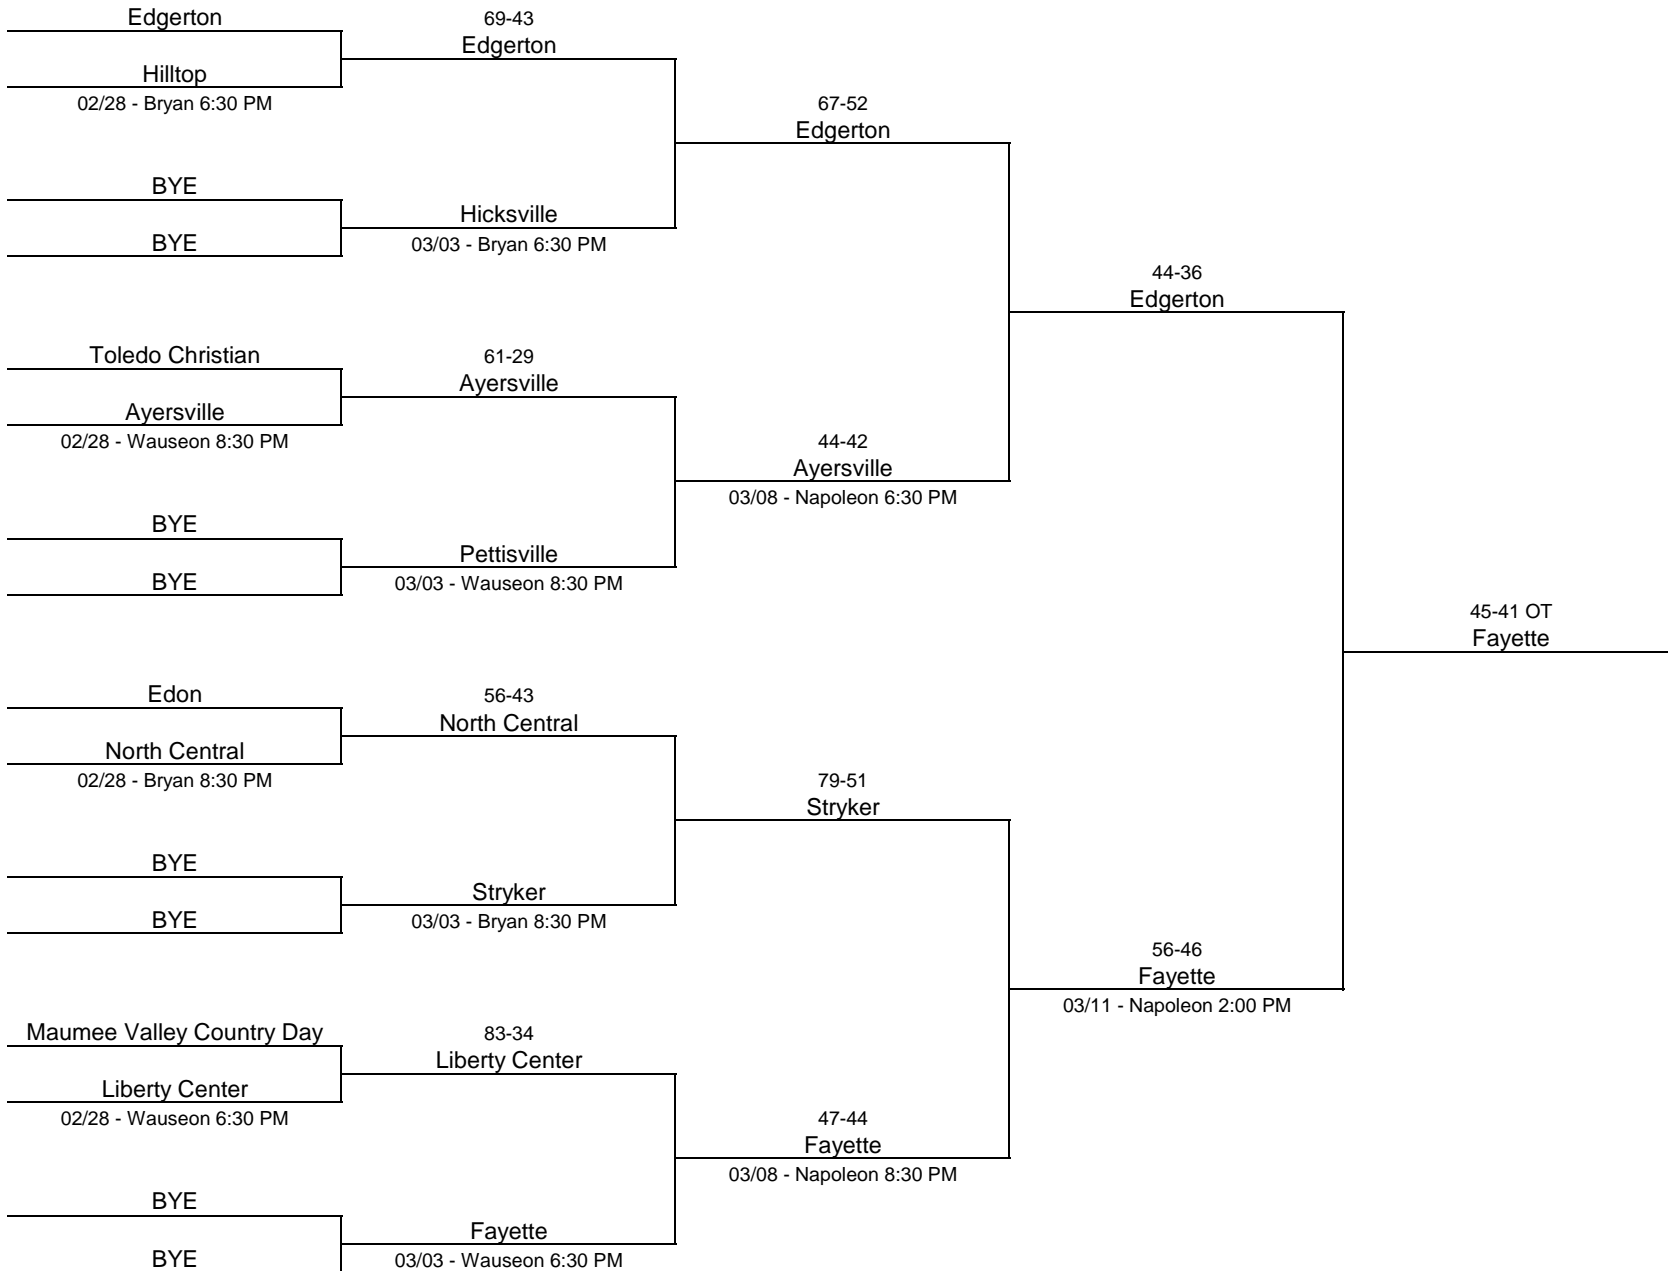 Edgerton
69-43
Edgerton
Hilltop
02/28 - Bryan 6:30 PM
67-52
Edgerton
BYE
Hicksville
BYE
03/03 - Bryan 6:30 PM
44-36
Edgerton
Toledo Christian
61-29
Ayersville
Ayersville
02/28 - Wauseon 8:30 PM
44-42
Ayersville
03/08 - Napoleon 6:30 PM
BYE
Pettisville
BYE
03/03 - Wauseon 8:30 PM
45-41 OT
Fayette
Edon
56-43
North Central
North Central
02/28 - Bryan 8:30 PM
79-51
Stryker
BYE
Stryker
BYE
03/03 - Bryan 8:30 PM
56-46
Fayette
03/11 - Napoleon 2:00 PM
Maumee Valley Country Day
83-34
Liberty Center
Liberty Center
02/28 - Wauseon 6:30 PM
47-44
Fayette
03/08 - Napoleon 8:30 PM
BYE
Fayette
BYE
03/03 - Wauseon 6:30 PM